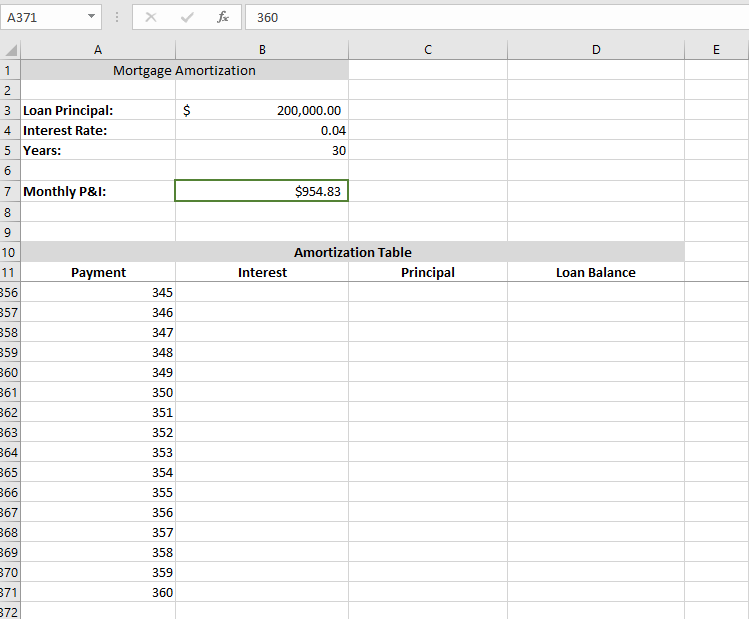 A371 fx 360
A B C D E
1 Mortgage Amortization
2
3 Loan Principal: $ 200,000.00
4 Interest Rate: 0.04
5 Years: 30
6
7 Monthly P&I: $954.83
8
9
10 Amortization Table
11 Payment Interest Principal Loan Balance
356 345
357 346
358 347
359 348
360 349
361 350
362 351
363 352
364 353
365 354
366 355
367 356
368 357
369 358
370 359
371 360
372